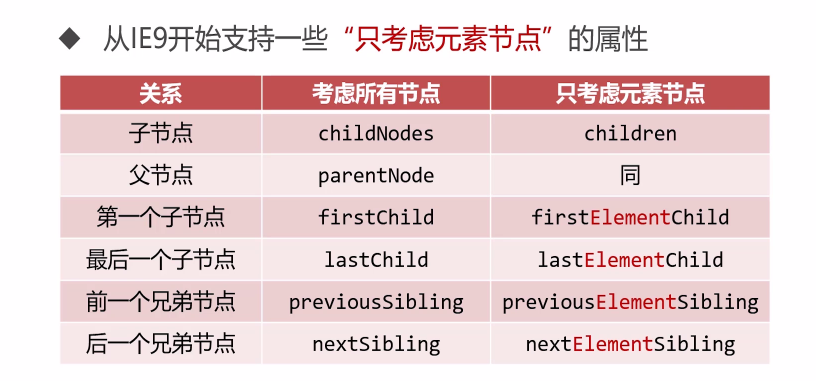 ◆ 从IE9开始支持一些“只考虑元素节点”的属性
关系 考虑所有节点 只考虑元素节点
子节点 childNodes children
父节点 parentNode 同
第一个子节点 firstChild firstElementChild
最后一个子节点 lastChild lastElementChild
前一个兄弟节点 previousSibling previousElementSibling
后一个兄弟节点 nextSibling nextElementSibling